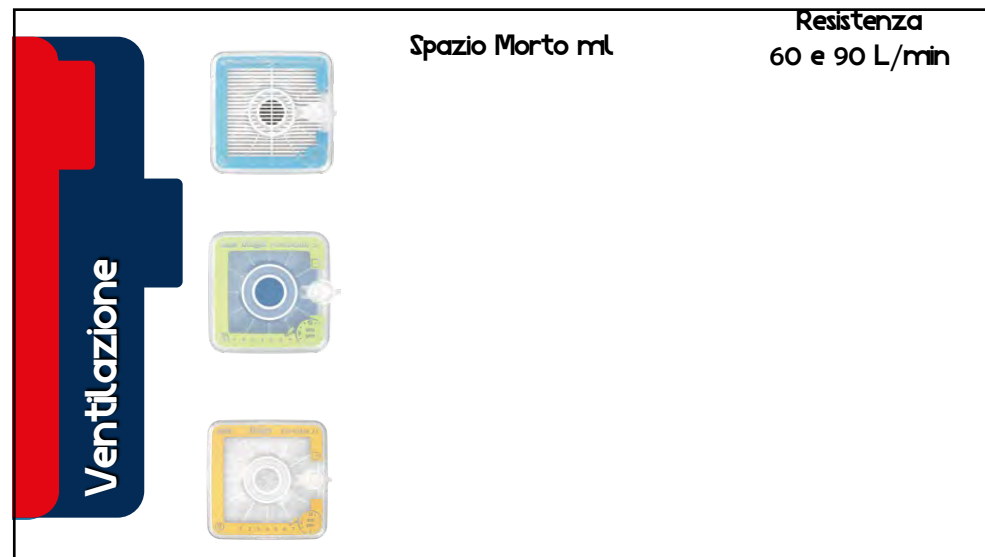 Spazio Morto ml
Resistenza
60 e 90 L/min
Ventilazione